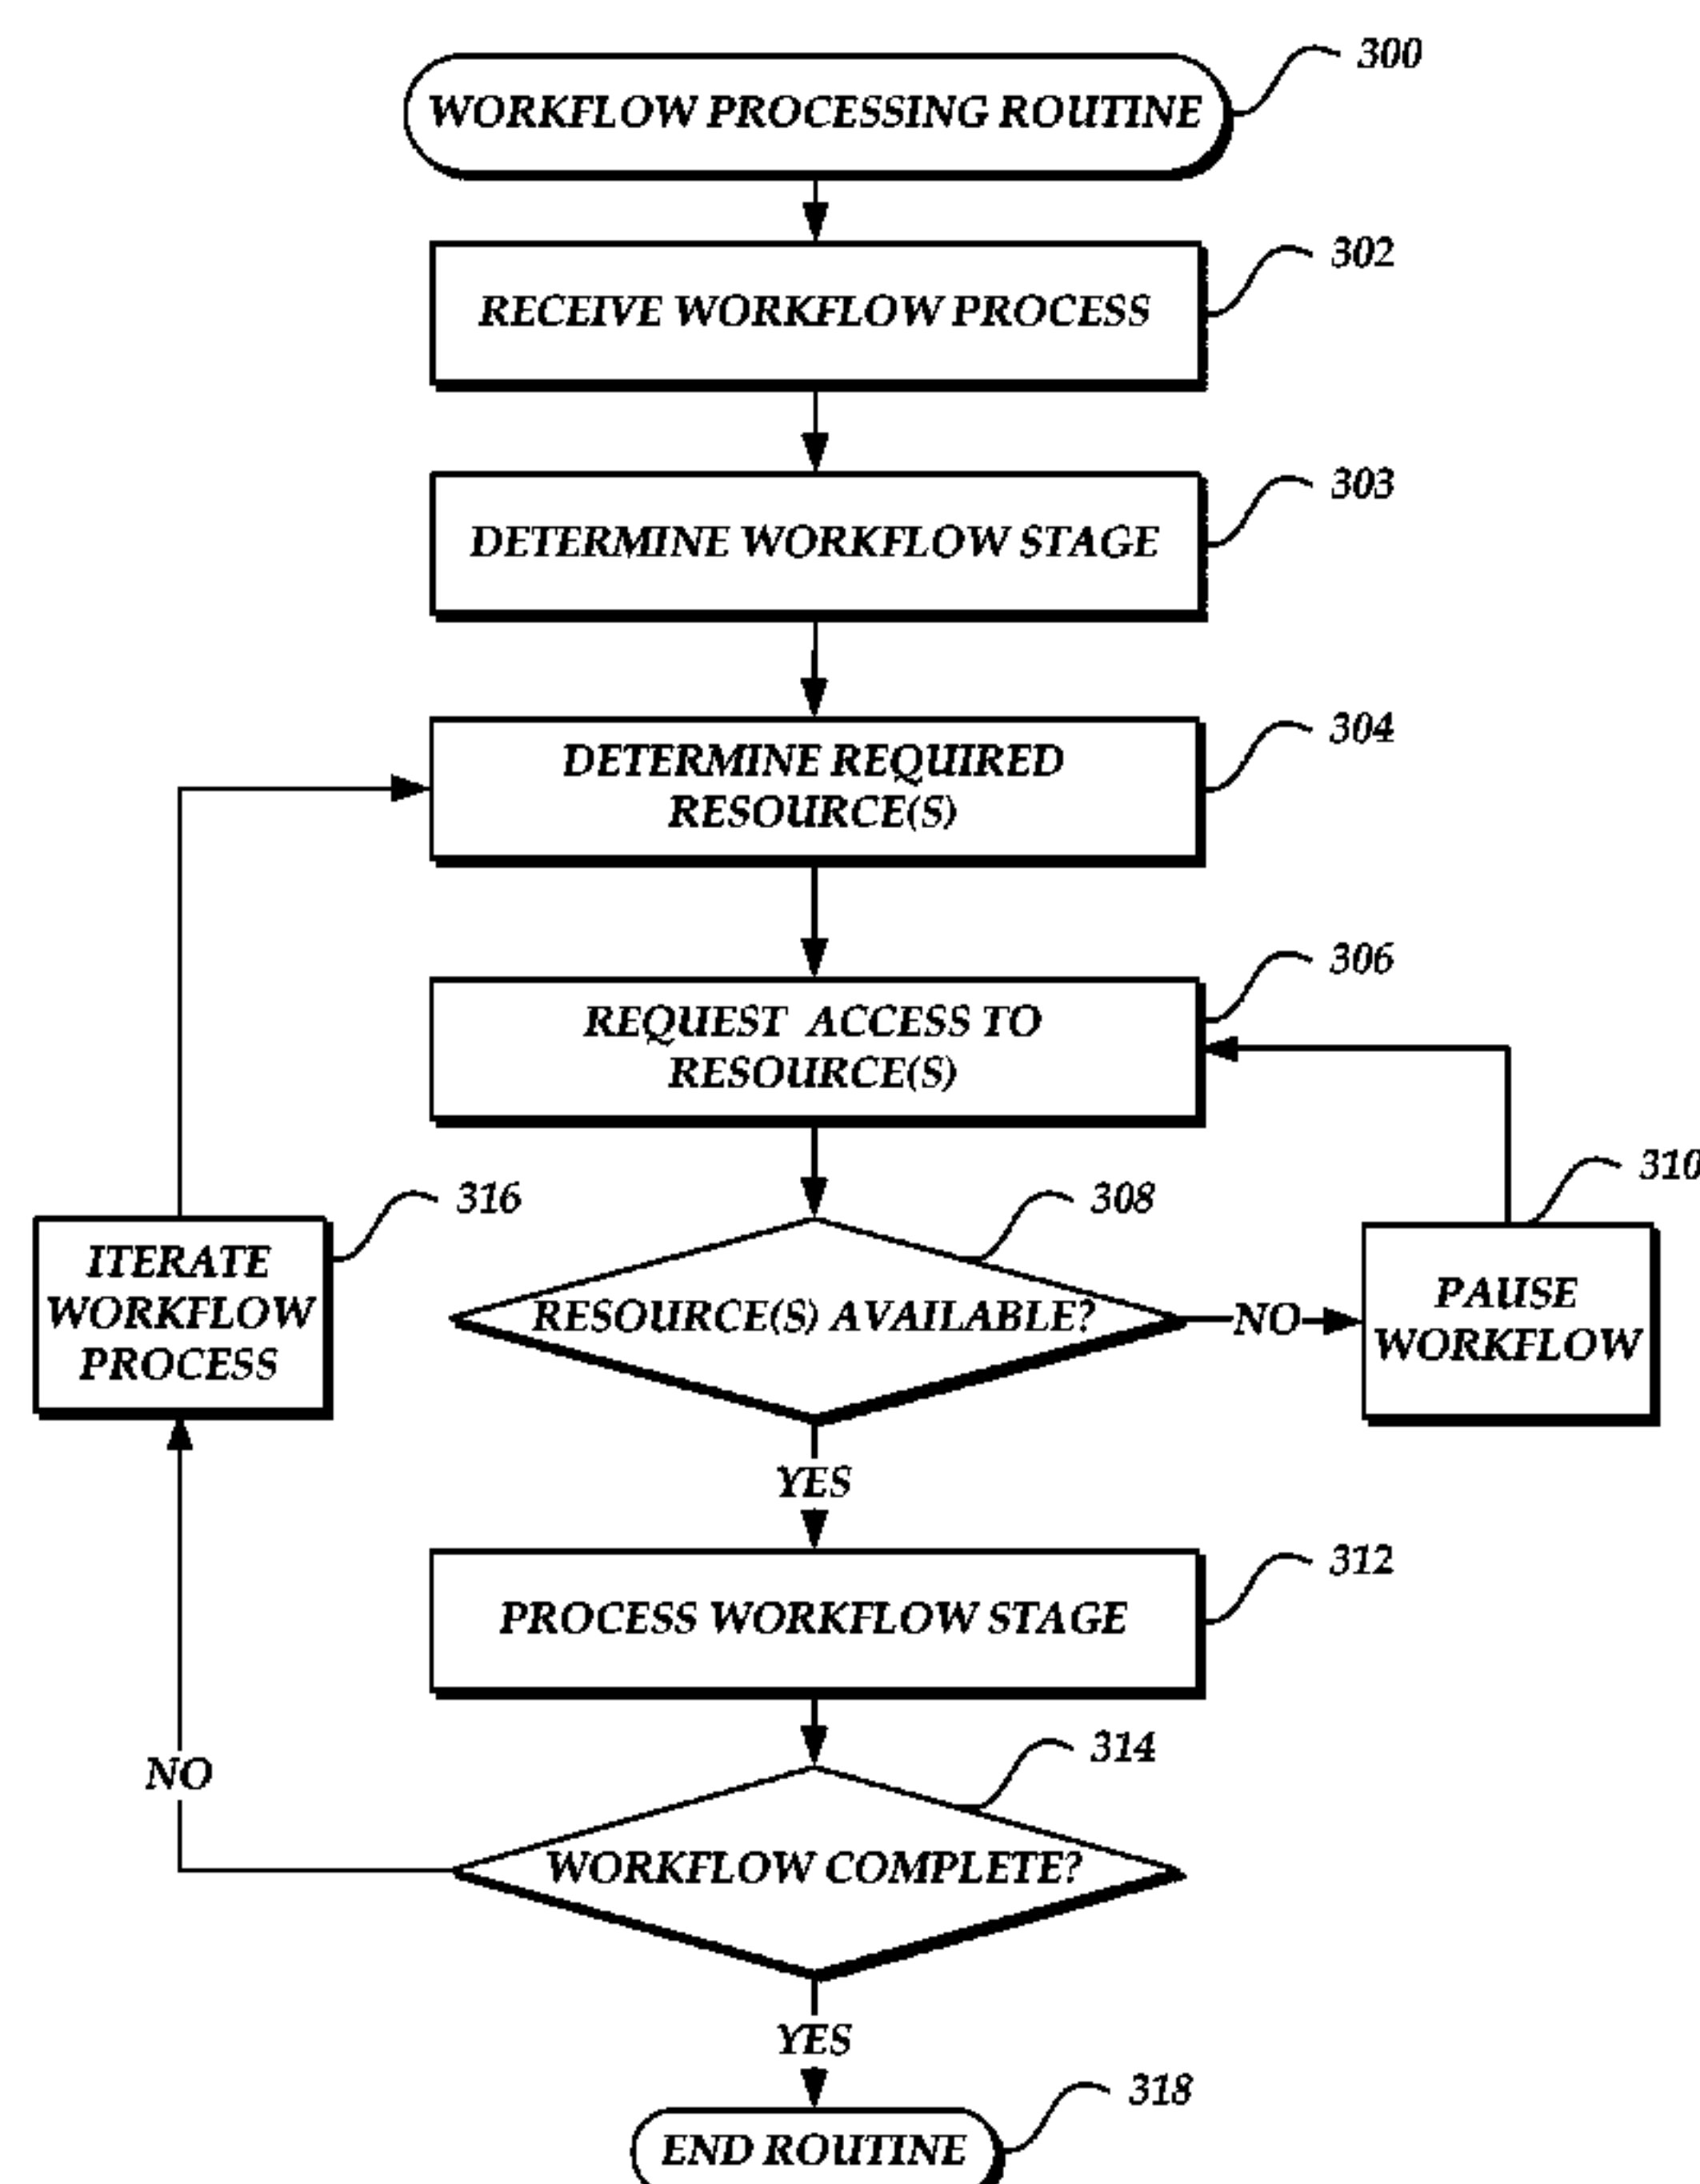 300
WORKFLOW PROCESSING ROUTINE
302
RECEIVE WORKFLOW PROCESS
303
DETERMINE WORKFLOW STAGE
304
DETERMINE REQUIRED
RESOURCE(S)
306
REQUEST ACCESS TO
RESOURCE(S)
310
316
308
ITERATE
WORKFLOW
PROCESS
RESOURCE(S) AVAILABLE?
NO
PAUSE
WORKFLOW
YES
312
PROCESS WORKFLOW STAGE
314
NO
WORKFLOW COMPLETE?
YES
318
END ROUTINE